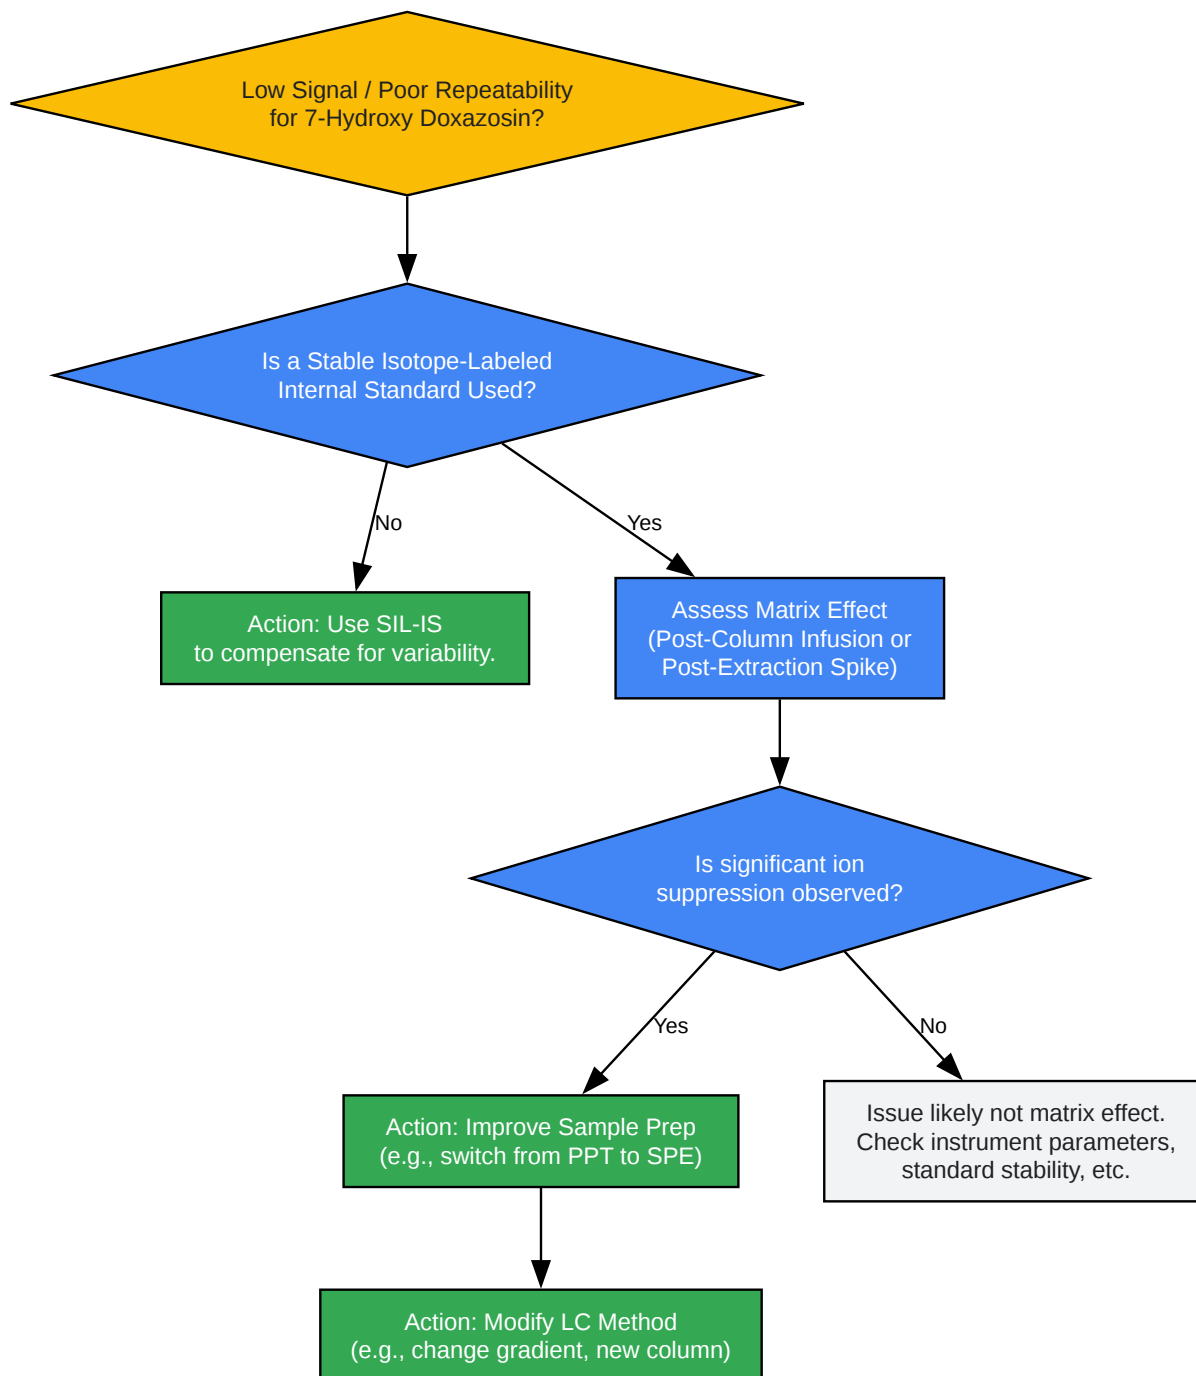 Low Signal / Poor Repeatability
for 7-Hydroxy Doxazosin?
Is a Stable Isotope-Labeled
Internal Standard Used?
No
Yes
Action: Use SIL-IS
to compensate for variability.
Assess Matrix Effect
(Post-Column Infusion or
Post-Extraction Spike)
Is significant ion
suppression observed?
Yes
No
Action: Improve Sample Prep
(e.g., switch from PPT to SPE)
Issue likely not matrix effect.
Check instrument parameters,
standard stability, etc.
Action: Modify LC Method
(e.g., change gradient, new column)